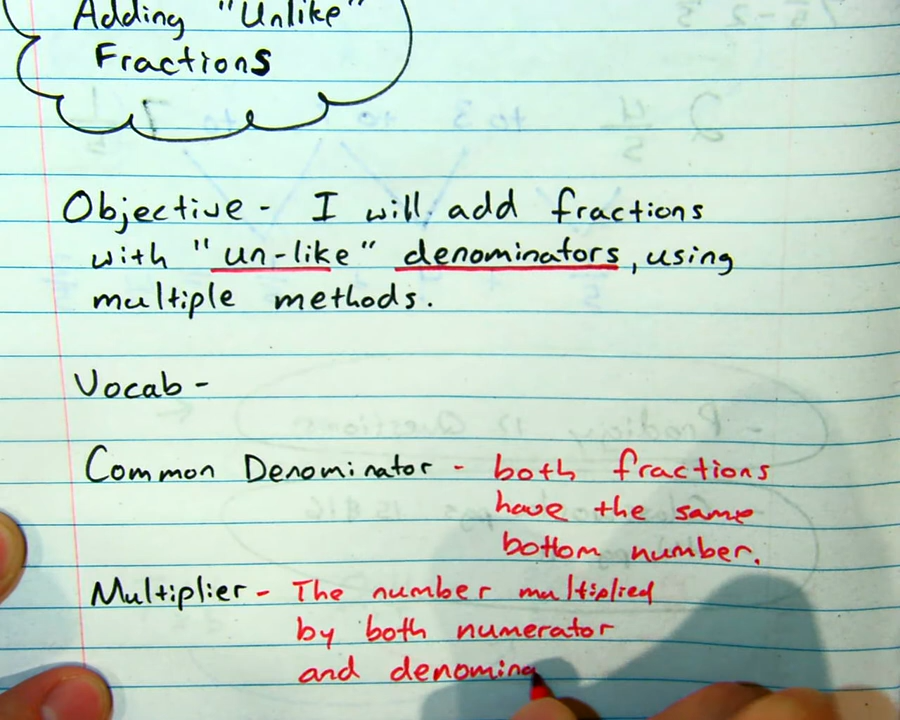 Adding "Unlike"
Fractions
Objective - I will add fractions
with "un-like" denominators, using
multiple methods.
Vocab -
Common Denominator - both fractions
have the same
bottom number.
Multiplier - The number multiplied
by both numerator
and denomina